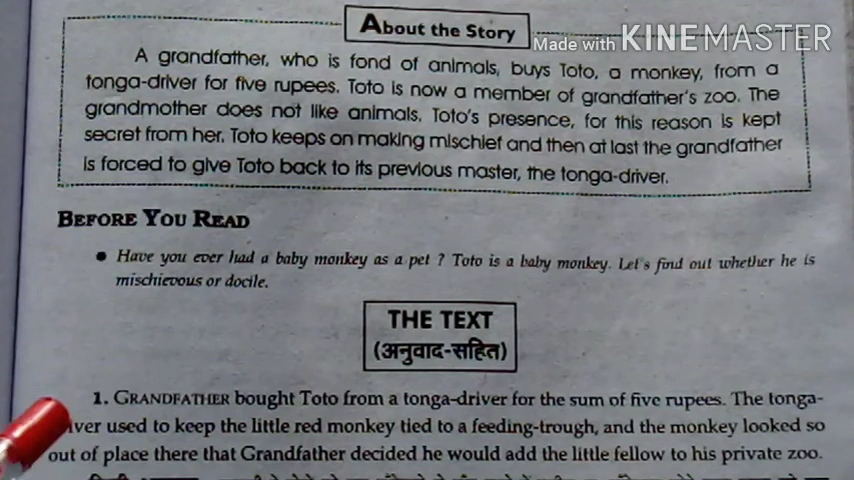 About the Story
Made with KINEMASTER
A grandfather, who is fond of animals, buys Toto, a monkey, from a
tonga-driver for five rupees. Toto is now a member of grandfather's zoo. The
grandmother does not like animals. Toto's presence, for this reason is kept
secret from her. Toto keeps on making mischief and then at last the grandfather
is forced to give Toto back to its previous master, the tonga-driver.
BEFORE YOU READ
● Have you ever had a baby monkey as a pet ? Toto is a baby monkey. Let's find out whether he is
mischievous or docile.
THE TEXT
(अनुवाद-सहित)
1. GRANDFATHER bought Toto from a tonga-driver for the sum of five rupees. The tonga-
used to keep the little red monkey tied to a feeding-trough, and the monkey looked so
out of place there that Grandfather decided he would add the little fellow to his private zoo.